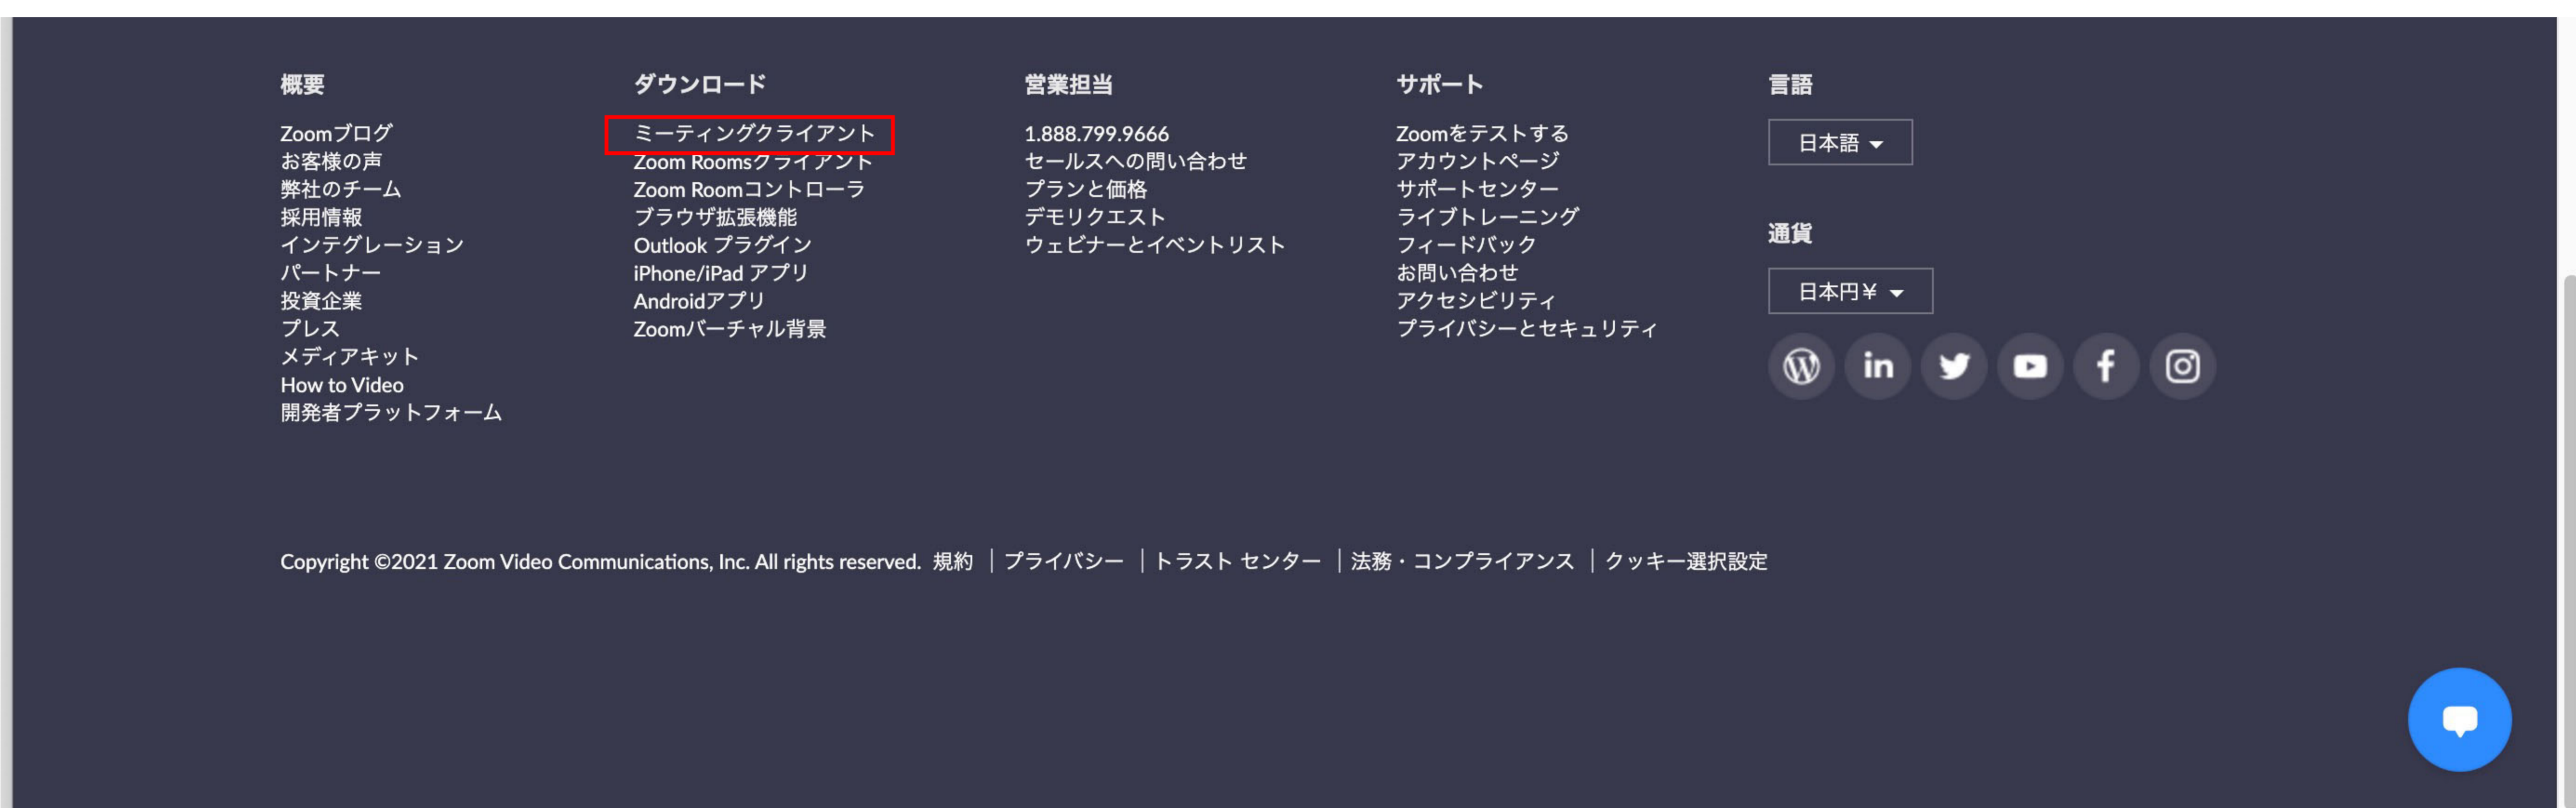 概要
Zoomブログ
お客様の声
弊社のチーム
採用情報
インテグレーション
パートナー
投資企業
プレス
メディアキット
How to Video
開発者プラットフォーム
ダウンロード
ミーティングクライアント
Zoom Roomsクライアント
Zoom Roomコントローラ
ブラウザ拡張機能
Outlook プラグイン
iPhone/iPad アプリ
Androidアプリ
Zoomバーチャル背景
営業担当
1.888.799.9666
セールスへの問い合わせ
プランと価格
デモリクエスト
ウェビナーとイベントリスト
サポート
Zoomをテストする
アカウントページ
サポートセンター
ライブトレーニング
フィードバック
お問い合わせ
アクセシビリティ
プライバシーとセキュリティ
言語
日本語
通貨
日本円¥
Copyright ©2021 Zoom Video Communications, Inc. All rights reserved. 規約 | プライバシー | トラスト センター | 法務・コンプライアンス | クッキー選択設定